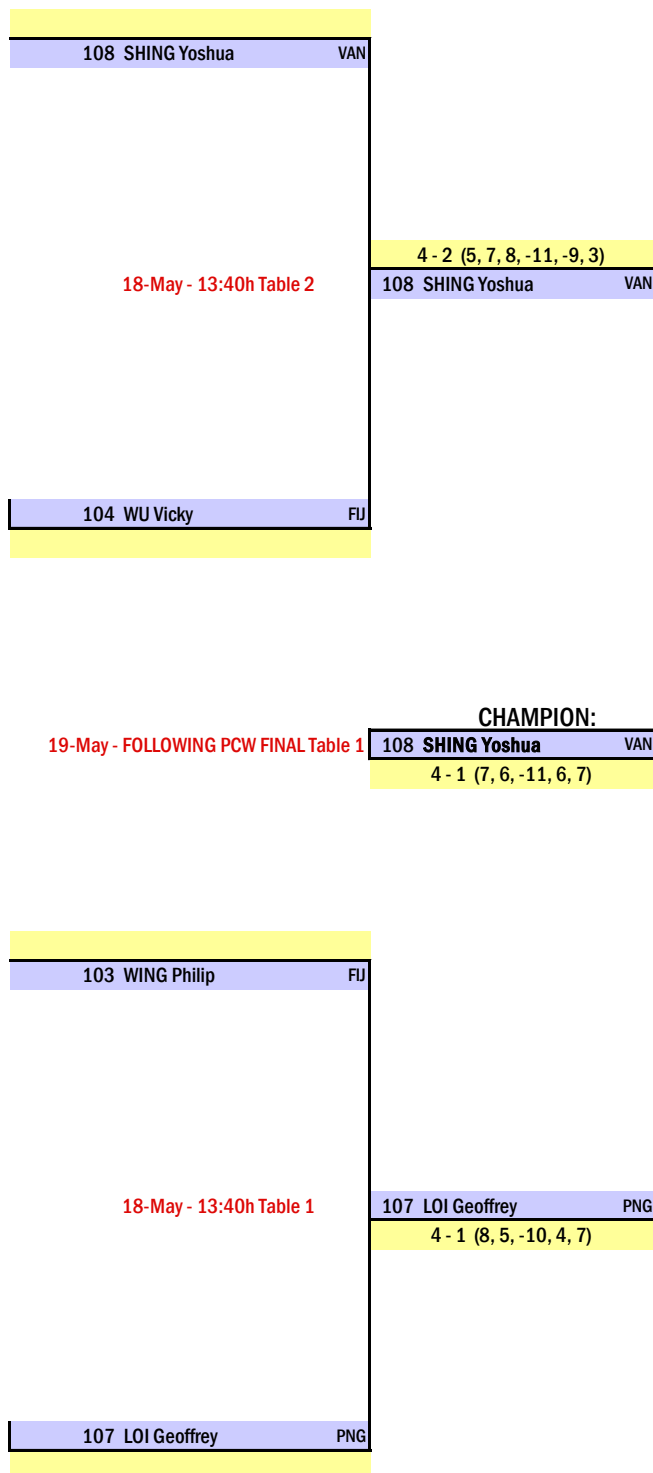 108 SHING Yoshua VAN
4 - 2 (5, 7, 8, -11, -9, 3)
18-May - 13:40h Table 2 108 SHING Yoshua VAN
104 WU Vicky FIJ
CHAMPION:
19-May - FOLLOWING PCW FINAL Table 1 108 SHING Yoshua VAN
4 - 1 (7, 6, -11, 6, 7)
103 WING Philip FIJ
18-May - 13:40h Table 1 107 LOI Geoffrey PNG
4 - 1 (8, 5, -10, 4, 7)
107 LOI Geoffrey PNG